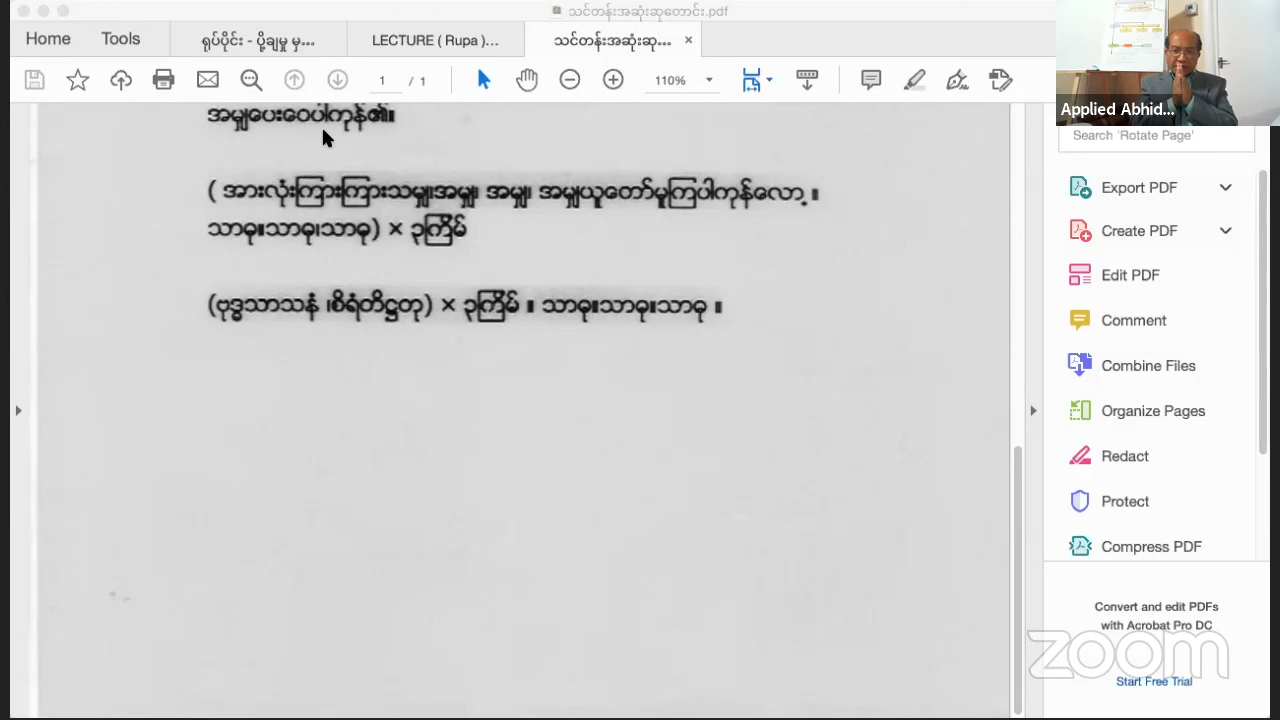 သင်တန်းအဆုံးဆုတောင်း.pdf
Home Tools ရုပ်ပိုင်း - ပို့ချမှု မှ... LECTURE ( Rupa )... သင်တန်းအဆုံးဆု... ×
1 / 1 110%
Applied Abhid...
Search 'Rotate Page'
အမျှပေးဝေပါကုန်၏။
( အားလုံးကြားကြားသမျှ၊အမျှ၊ အမျှ၊ အမျှယူတော်မူကြပါကုန်လော့ ။
သာဓု။သာဓု၊သာဓု) × ၃ကြိမ်
(ဗုဒ္ဓသာသနံ ၊စိရံတိဋ္ဌတု) × ၃ကြိမ် ။ သာဓု။သာဓု။သာဓု ။
Export PDF
Create PDF
Edit PDF
Comment
Combine Files
Organize Pages
Redact
Protect
Compress PDF
Convert and edit PDFs
with Acrobat Pro DC
Start Free Trial
zoom